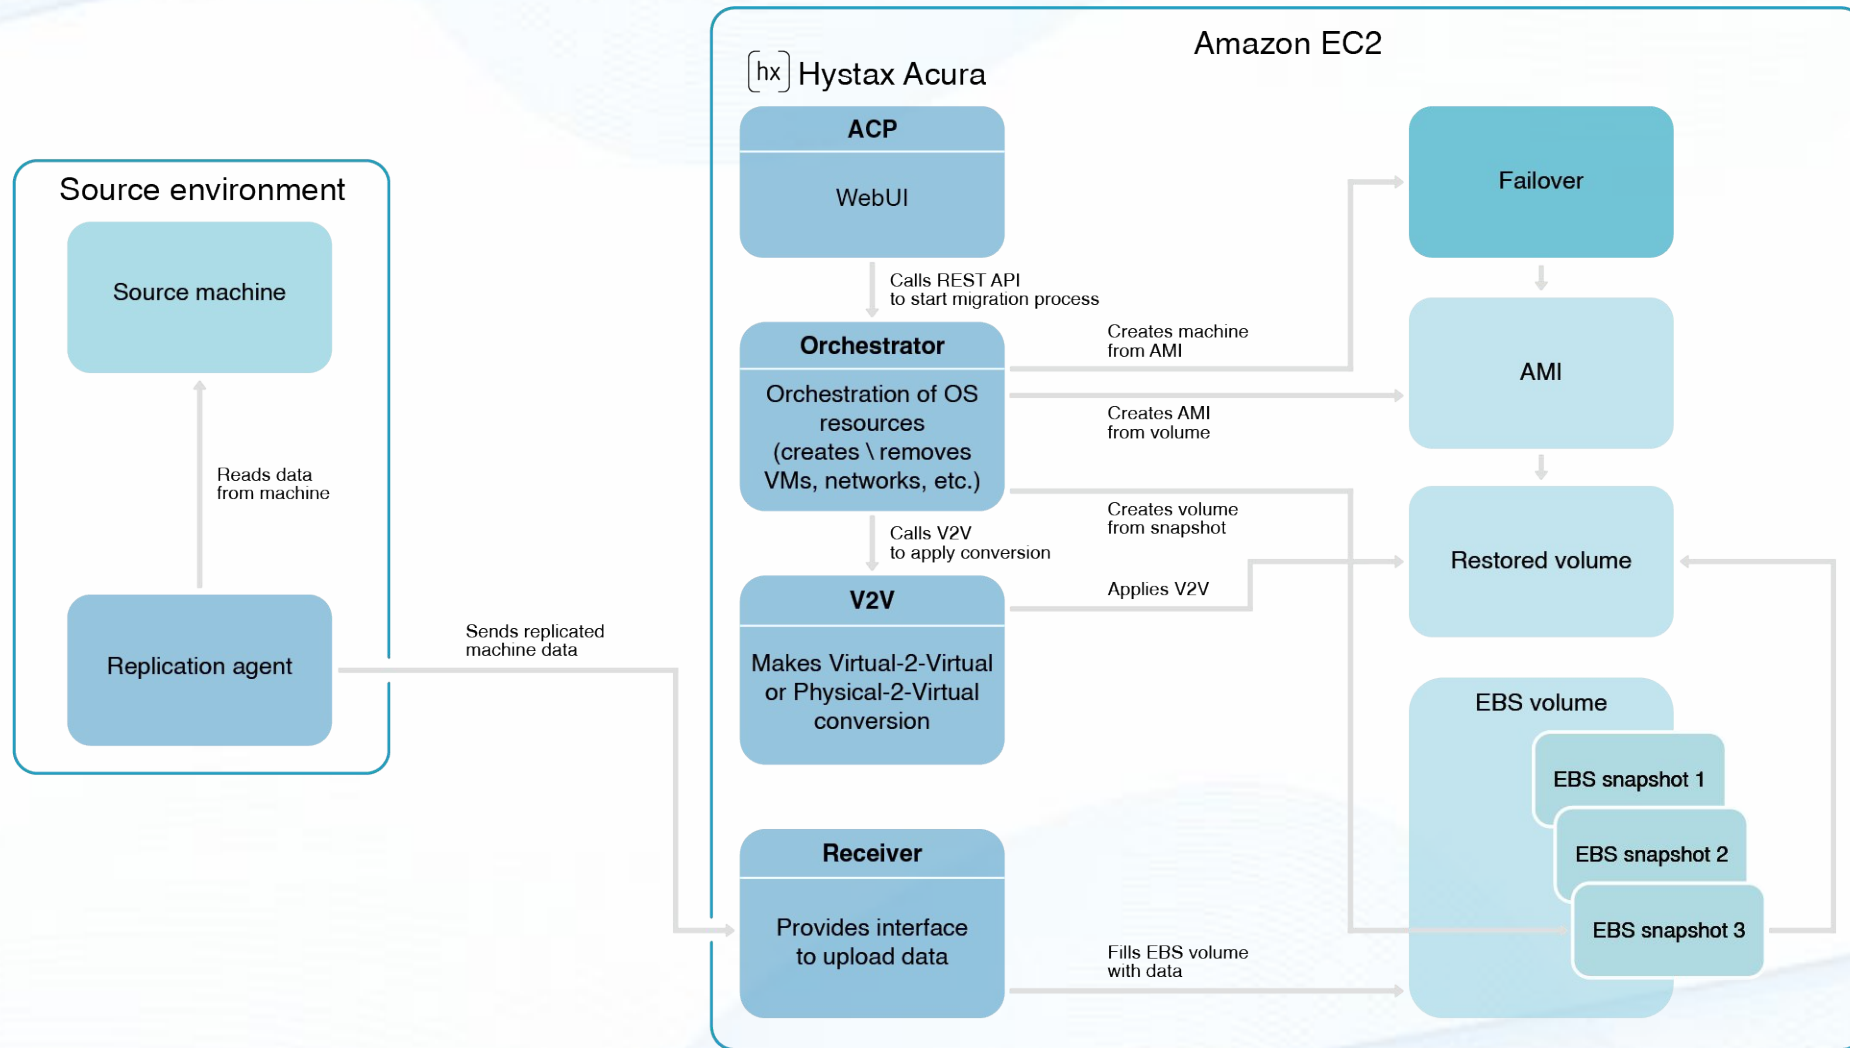 Amazon EC2
hx Hystax Acura
Source environment
Source machine
Reads data
from machine
Replication agent
Sends replicated
machine data
ACP
WebUI
Calls REST API
to start migration process
Orchestrator
Orchestration of OS
resources
(creates \ removes
VMs, networks, etc.)
Calls V2V
to apply conversion
V2V
Makes Virtual-2-Virtual
or Physical-2-Virtual
conversion
Receiver
Provides interface
to upload data
Creates machine
from AMI
Creates AMI
from volume
Creates volume
from snapshot
Applies V2V
Fills EBS volume
with data
Failover
AMI
Restored volume
EBS volume
EBS snapshot 1
EBS snapshot 2
EBS snapshot 3